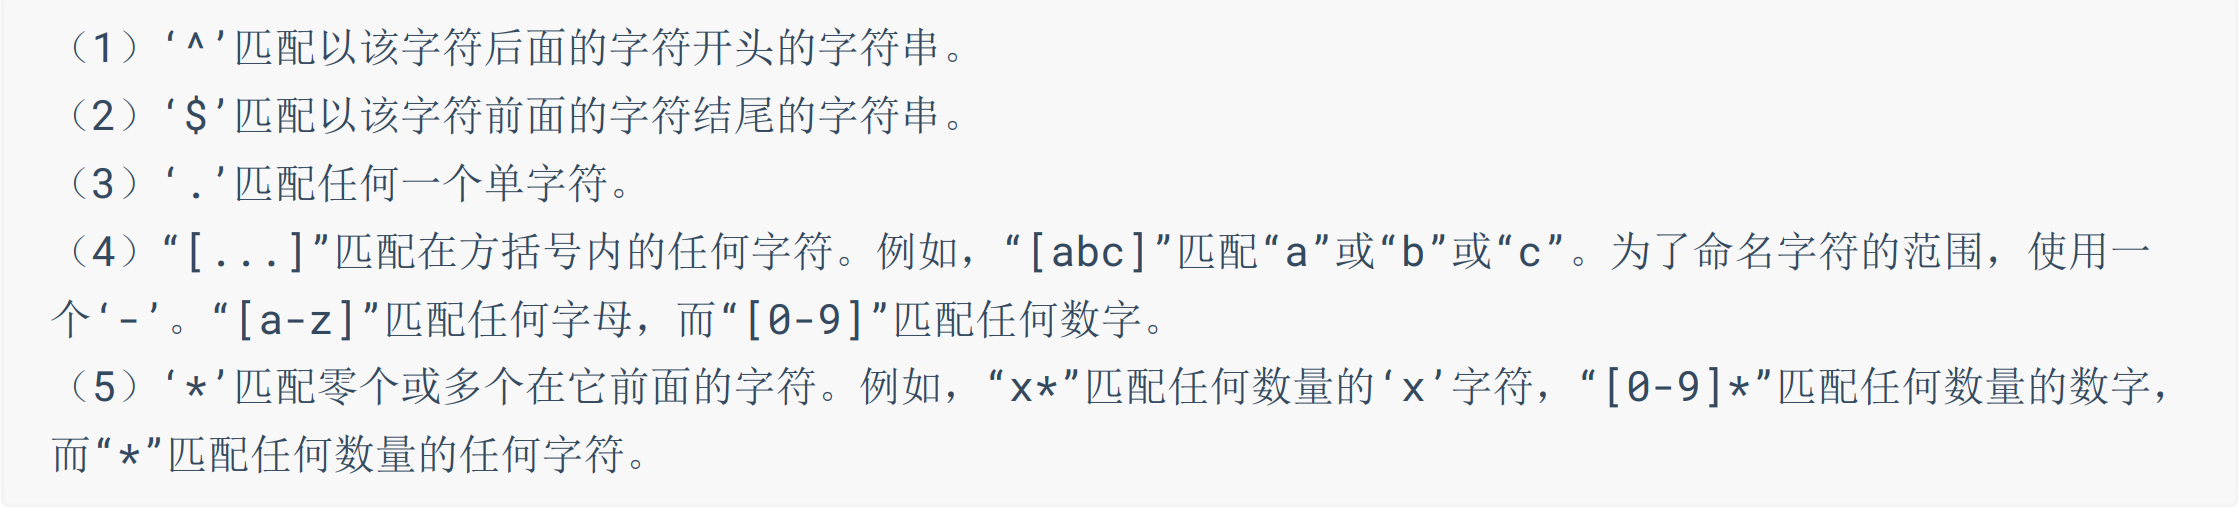 （1）‘^’匹配以该字符后面的字符开头的字符串。
（2）‘$’匹配以该字符前面的字符结尾的字符串。
（3）‘.’匹配任何一个单字符。
（4）“[...]”匹配在方括号内的任何字符。例如，“[abc]”匹配“a”或“b”或“c”。为了命名字符的范围，使用一
个‘-’。“[a-z]”匹配任何字母，而“[0-9]”匹配任何数字。
（5）‘*’匹配零个或多个在它前面的字符。例如，“x*”匹配任何数量的‘x’字符，“[0-9]*”匹配任何数量的数字，
而“*”匹配任何数量的任何字符。